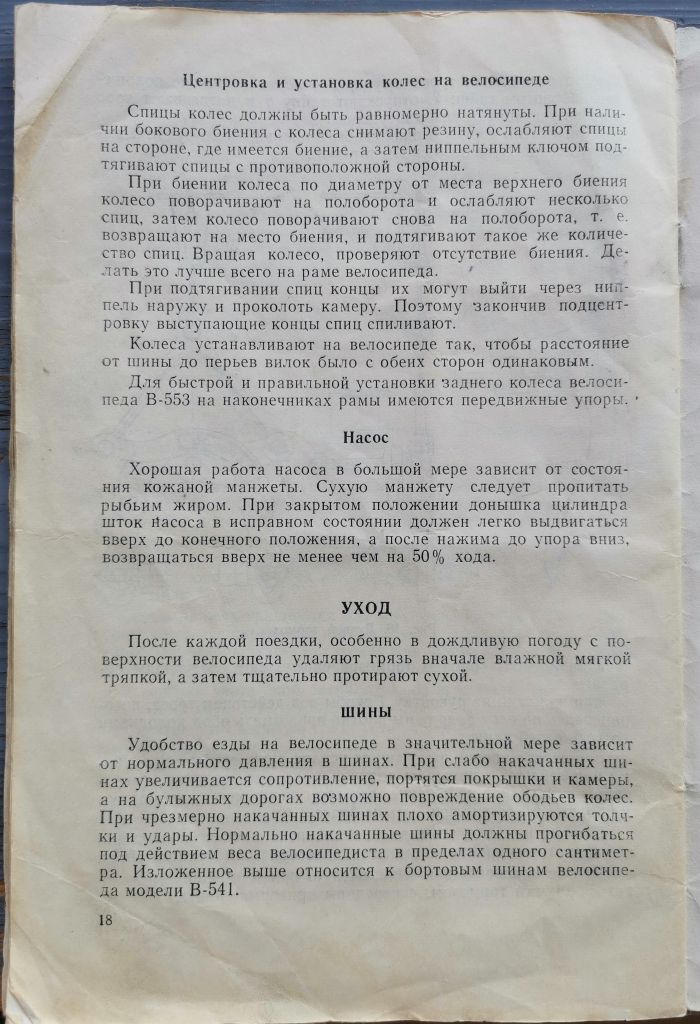 Центровка и установка колес на велосипеде
Спицы колес должны быть равномерно натянуты. При нали-
чии бокового биения с колеса снимают резину, ослабляют спицы
на стороне, где имеется биение, а затем ниппельным ключом под-
тягивают спицы с противоположной стороны.
При биении колеса по диаметру от места верхнего биения
колесо поворачивают на полоборота и ослабляют несколько
спиц, затем колесо поворачивают снова на полоборота, т. е.
возвращают на место биения, и подтягивают такое же количе-
ство спиц. Вращая колесо, проверяют отсутствие биения. Де-
лать это лучше всего на раме велосипеда.
При подтягивании спиц концы их могут выйти через нип-
пель наружу и проколоть камеру. Поэтому закончив подцент-
ровку выступающие концы спиц спиливают.
Колеса устанавливают на велосипеде так, чтобы расстояние
от шины до перьев вилок было с обеих сторон одинаковым.
Для быстрой и правильной установки заднего колеса велоси-
педа В-553 на наконечниках рамы имеются передвижные упоры.
Насос
Хорошая работа насоса в большой мере зависит от состоя-
ния кожаной манжеты. Сухую манжету следует пропитать
рыбьим жиром. При закрытом положении донышка цилиндра
шток насоса в исправном состоянии должен легко выдвигаться
вверх до конечного положения, а после нажима до упора вниз,
возвращаться вверх не менее чем на 50% хода.
УХОД
После каждой поездки, особенно в дождливую погоду с по-
верхности велосипеда удаляют грязь вначале влажной мягкой
тряпкой, а затем тщательно протирают сухой.
ШИНЫ
Удобство езды на велосипеде в значительной мере зависит
от нормального давления в шинах. При слабо накачанных ши-
нах увеличивается сопротивление, портятся покрышки и камеры,
а на булыжных дорогах возможно повреждение ободьев колес.
При чрезмерно накачанных шинах плохо амортизируются толч-
ки и удары. Нормально накачанные шины должны прогибаться
под действием веса велосипедиста в пределах одного сантимет-
ра. Изложенное выше относится к бортовым шинам велосипе-
да модели В-541.
18